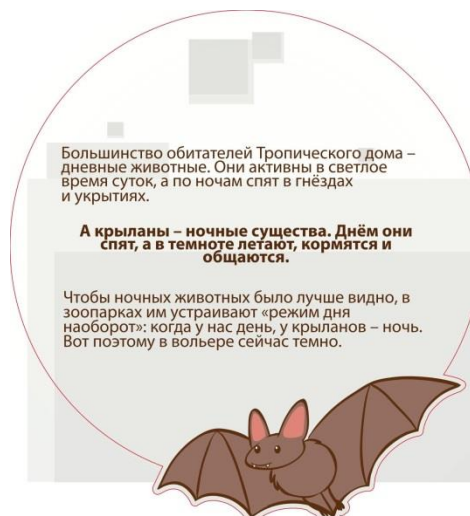 Большинство обитателей Тропического дома –
дневные животные. Они активны в светлое
время суток, а по ночам спят в гнёздах
и укрытиях.
А крыланы – ночные существа. Днём они
спят, а в темноте летают, кормятся и
общаются.
Чтобы ночных животных было лучше видно, в
зоопарках им устраивают «режим дня
наоборот»: когда у нас день, у крыланов – ночь.
Вот поэтому в вольере сейчас темно.